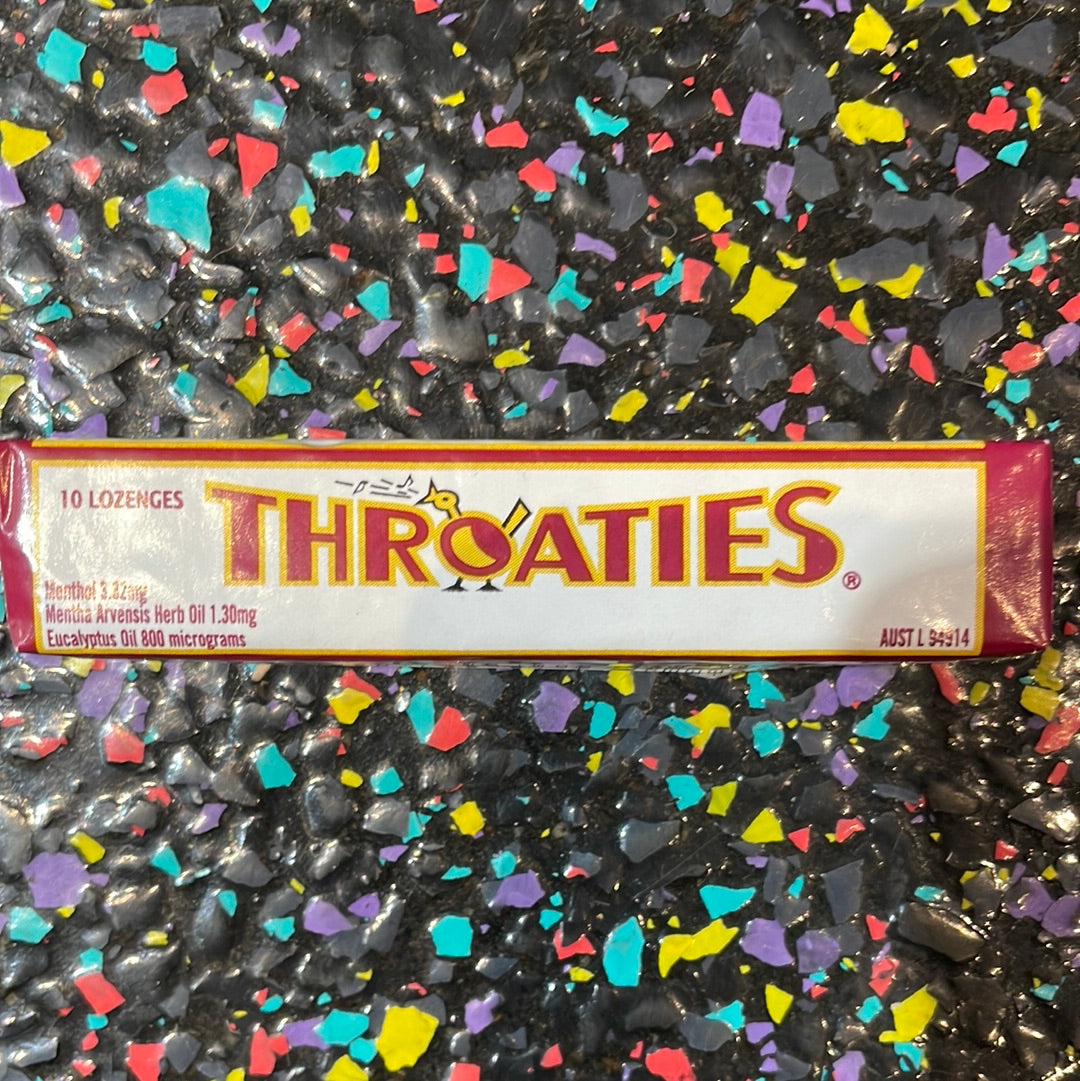 10 LOZENGES
THROATIES®
Menthol 3.32mg
Mentha Arvensis Herb Oil 1.30mg
Eucalyptus Oil 800 micrograms
AUST L 94914